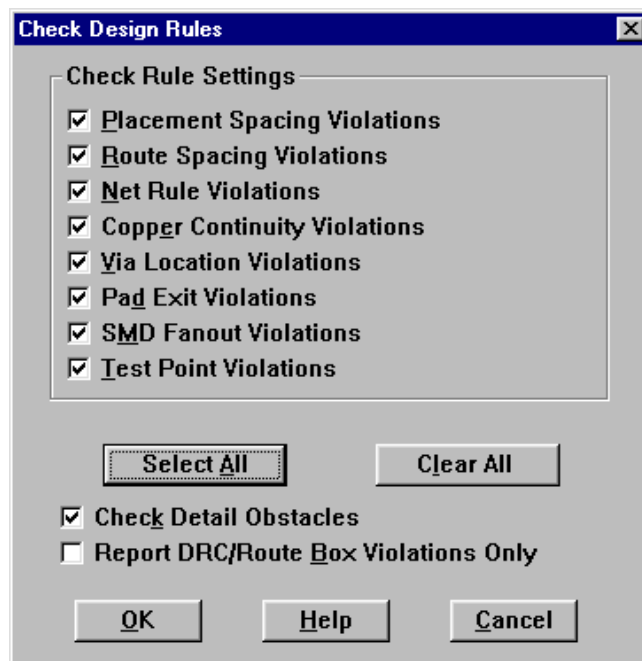 Check Design Rules
Check Rule Settings
Placement Spacing Violations
Route Spacing Violations
Net Rule Violations
Copper Continuity Violations
Via Location Violations
Pad Exit Violations
SMD Fanout Violations
Test Point Violations
Select All Clear All
Check Detail Obstacles
Report DRC/Route Box Violations Only
OK Help Cancel